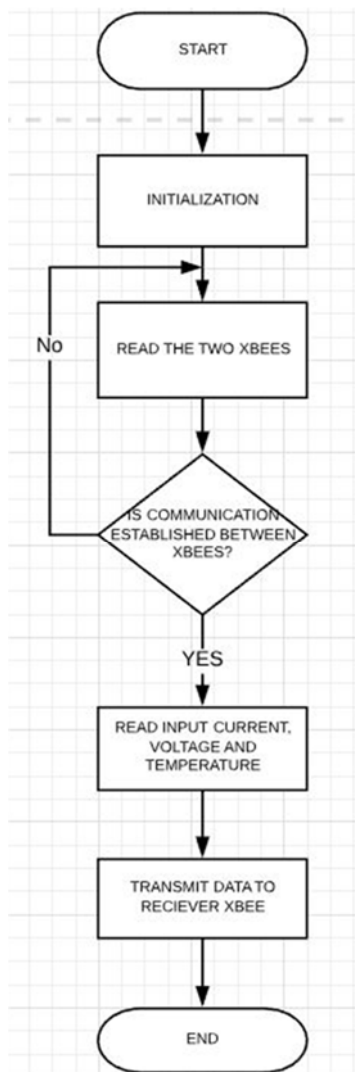 START
INITIALIZATION
No
READ THE TWO XBEES
IS COMMUNICATION
ESTABLISHED BETWEEN
XBEES?
YES
READ INPUT CURRENT,
VOLTAGE AND
TEMPERATURE
TRANSMIT DATA TO
RECIEVER XBEE
END